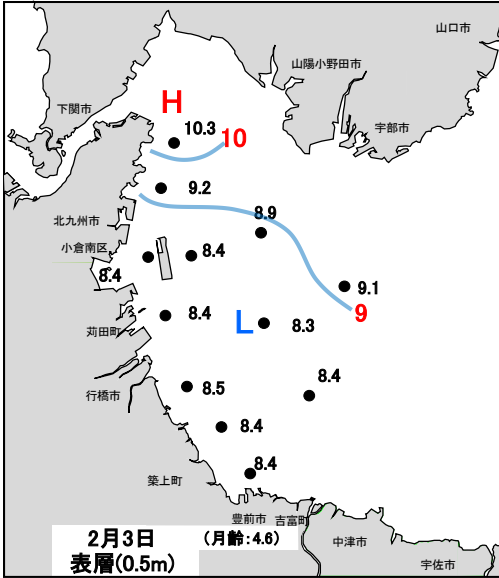 山口市
山陽小野田市
下関市
H
宇部市
10.3
10
9.2
8.9
北九州市
小倉南区
8.4
8.4
9.1
9
苅田町
8.4
L
8.3
8.4
行橋市
8.5
8.4
8.4
築上町
豊前市
吉富町
2月3日
(月齢:4.6)
中津市
表層(0.5m)
宇佐市